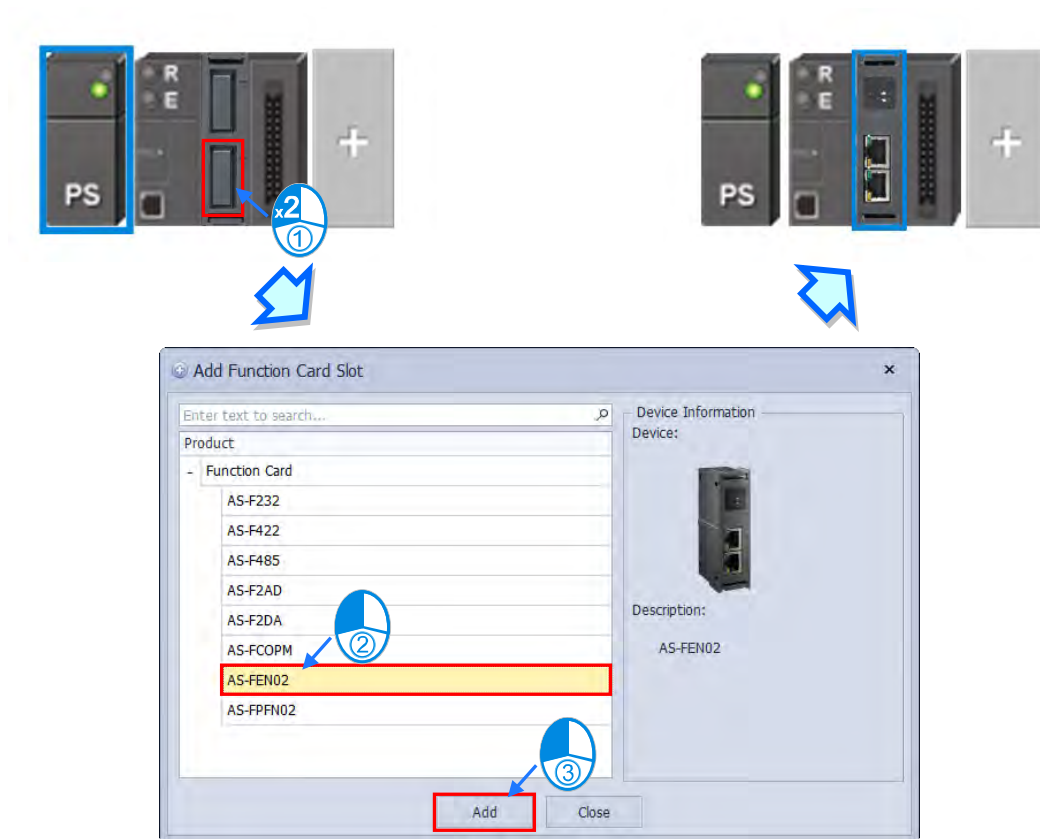 R
E
+
PS
x2
①
R
E
+
PS
Add Function Card Slot
×
Enter text to search...
Product
- Function Card
AS-F232
AS-F422
AS-F485
AS-F2AD
AS-F2DA
AS-FCOPM
AS-FEN02
AS-FPFN02
②
③
Device Information
Device:
Description:
AS-FEN02
Add
Close